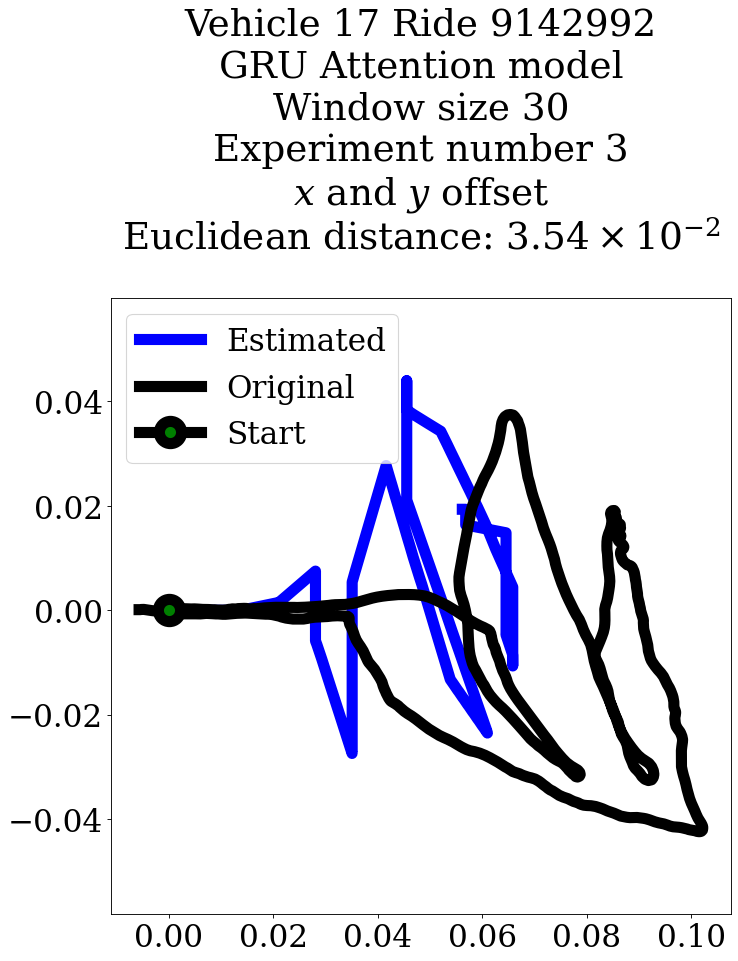 Vehicle 17 Ride 9142992
GRU Attention model
Window size 30
Experiment number 3
x and y offset
Euclidean distance: 3.54 × 10⁻²
Estimated
Original
Start
0.04
0.02
0.00
−0.02
−0.04
0.00 0.02 0.04 0.06 0.08 0.10